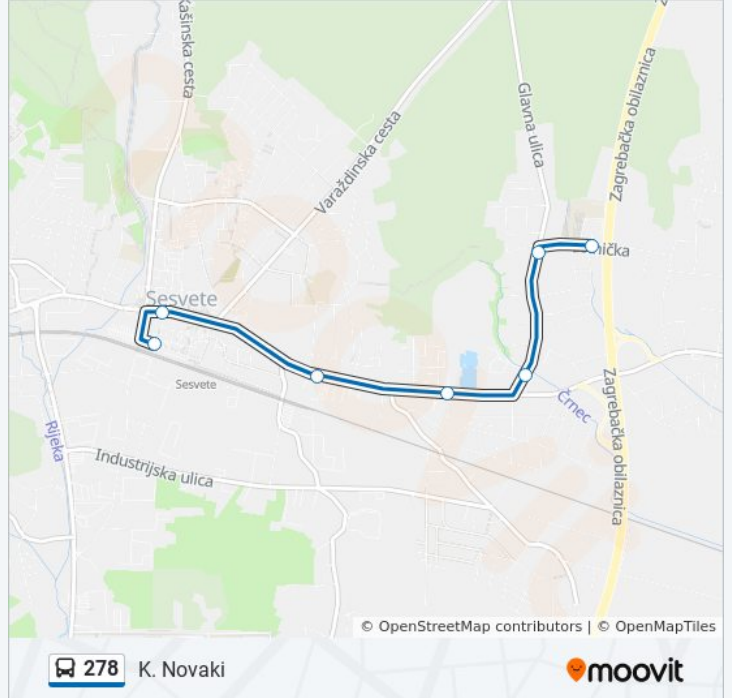 Kašinska cesta
Zagrebačka obilaznica
Glavna ulica
Varaždinska cesta
Sesvete
Sesvete
Črnec
Zagrebačka obilaznica
Rijeka
Industrijska ulica
© OpenStreetMap contributors | © OpenMapTiles
278 K. Novaki
moovit